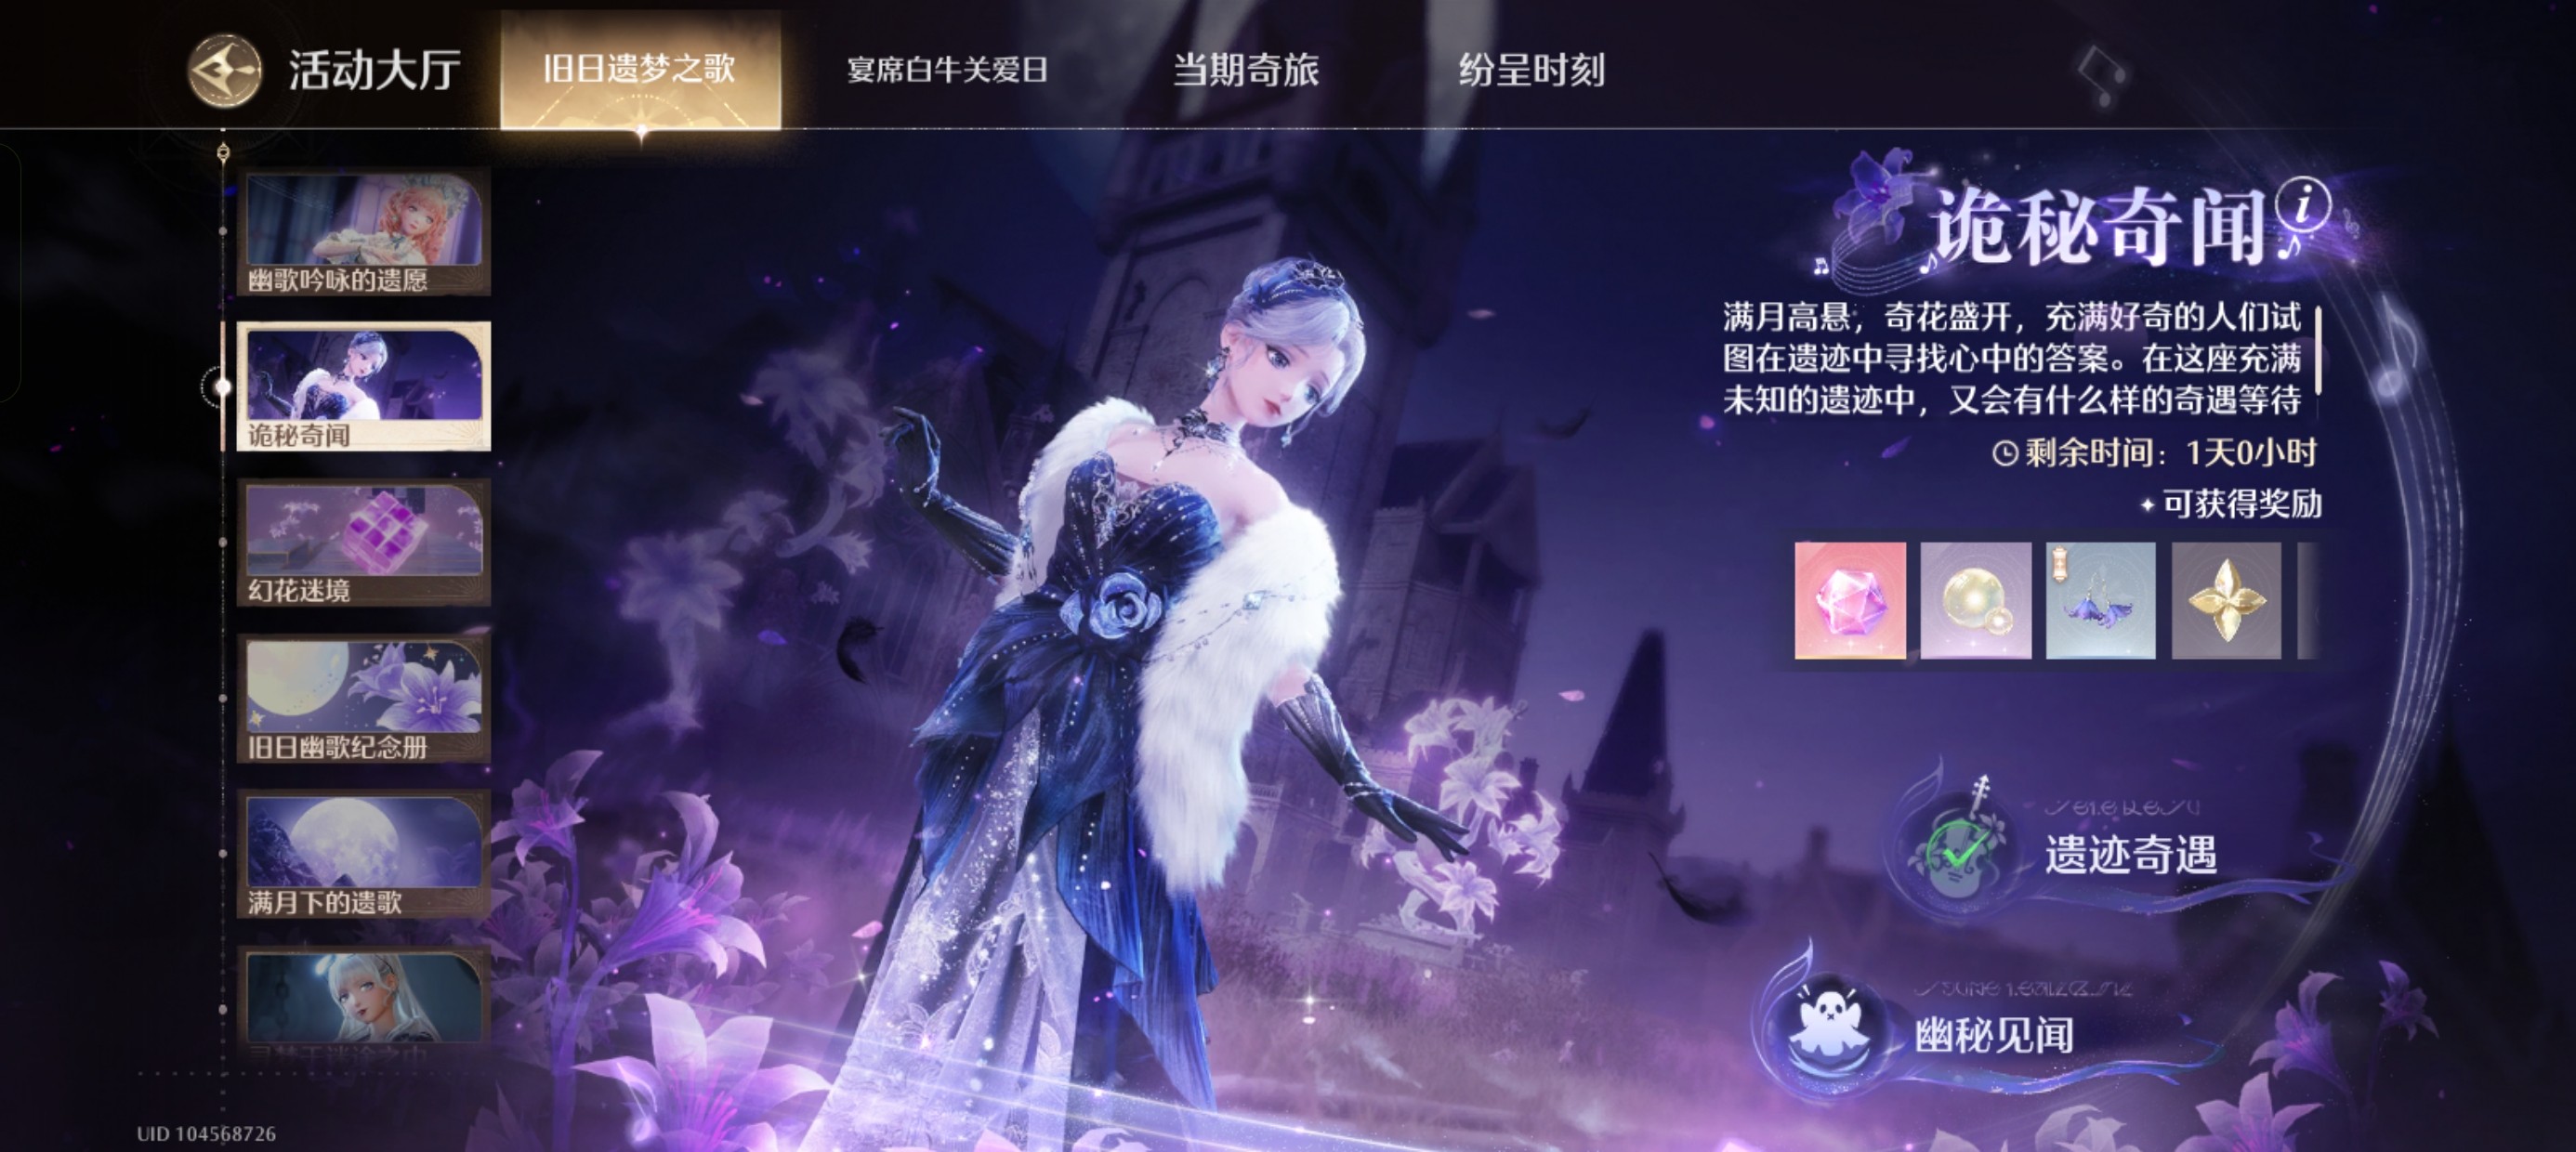 活动大厅
旧日遗梦之歌
宴席白牛关爱日
当期奇旅
纷呈时刻
幽歌吟咏的遗愿
诡秘奇闻
幻花迷境
旧日幽歌纪念册
满月下的遗歌
诡秘奇闻
满月高悬，奇花盛开，充满好奇的人们试
图在遗迹中寻找心中的答案。在这座充满
未知的遗迹中，又会有什么样的奇遇等待
剩余时间：1天0小时
可获得奖励
遗迹奇遇
幽秘见闻
UID 104568726